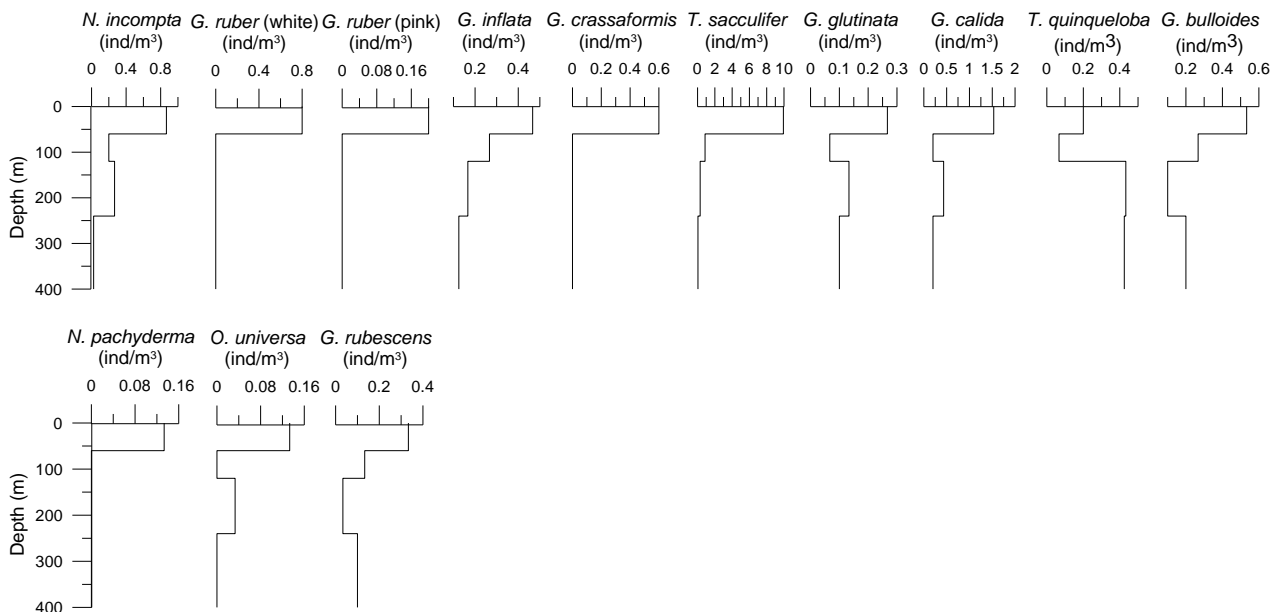 N. incompta G. ruber (white) G. ruber (pink) G. inflata G. crassaformis T. sacculifer G. glutinata G. calida T. quinqueloba G. bulloides
(ind/m³) (ind/m³) (ind/m³) (ind/m³) (ind/m³) (ind/m³) (ind/m³) (ind/m³) (ind/m³) (ind/m³)
0 0.4 0.8 0 0.4 0.8 0 0.08 0.16 0.2 0.4 0 0.2 0.4 0.6 0 2 4 6 8 10 0 0.1 0.2 0.3 0 0.5 1 1.5 2 0 0.2 0.4 0.2 0.4 0.6
0
100
200
300
400
Depth (m)
N. pachyderma O. universa G. rubescens
(ind/m³) (ind/m³) (ind/m³)
0 0.08 0.16 0 0.08 0.16 0 0.2 0.4
0
100
200
300
400
Depth (m)